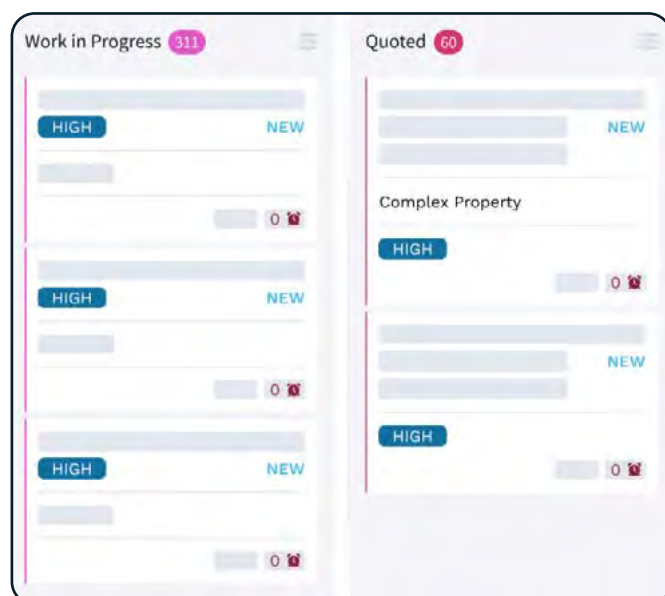 Work in Progress 311
HIGH NEW
0
HIGH NEW
0
HIGH NEW
0
Quoted 60
NEW
Complex Property
HIGH
0
NEW
HIGH
0